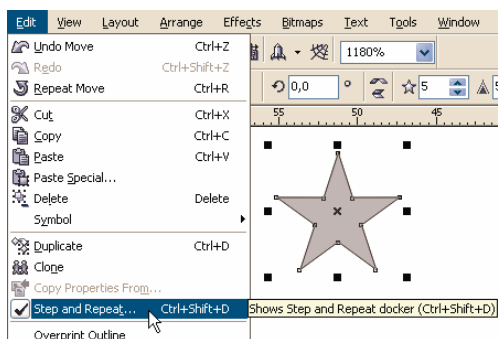 Edit View Layout Arrange Effects Bitmaps Text Tools Window
Undo Move Ctrl+Z
1180%
Redo Ctrl+Shift+Z
Repeat Move Ctrl+R
0,0 ° 5
Cut Ctrl+X
55 50 45
Copy Ctrl+C
Paste Ctrl+V
Paste Special...
Delete Delete
Symbol
Duplicate Ctrl+D
Clone
Copy Properties From...
Step and Repeat... Ctrl+Shift+D Shows Step and Repeat docker (Ctrl+Shift+D)
Overprint Outline